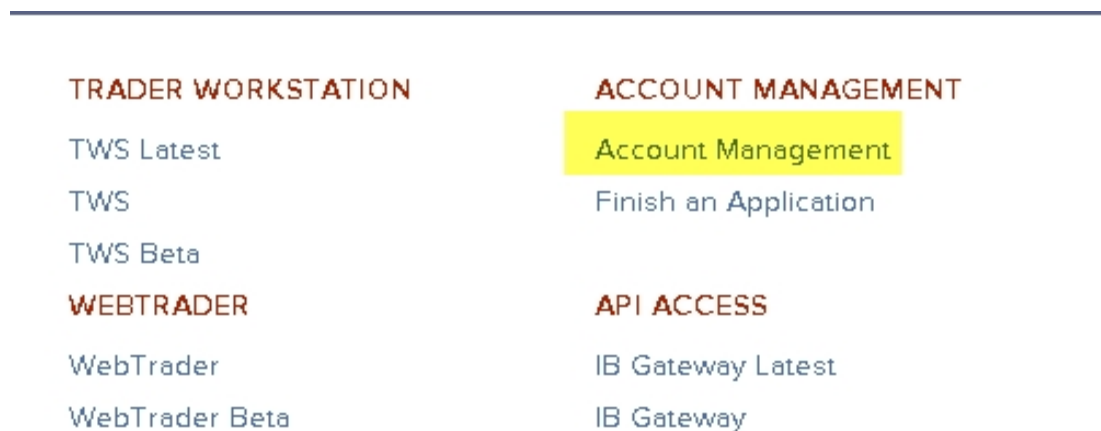 TRADER WORKSTATION
TWS Latest
TWS
TWS Beta
WEBTRADER
WebTrader
WebTrader Beta
ACCOUNT MANAGEMENT
Account Management
Finish an Application
API ACCESS
IB Gateway Latest
IB Gateway